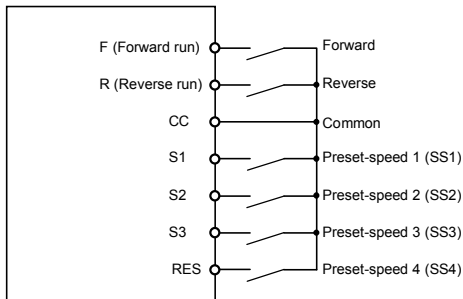 F (Forward run) Forward
R (Reverse run) Reverse
CC Common
S1 Preset-speed 1 (SS1)
S2 Preset-speed 2 (SS2)
S3 Preset-speed 3 (SS3)
RES Preset-speed 4 (SS4)